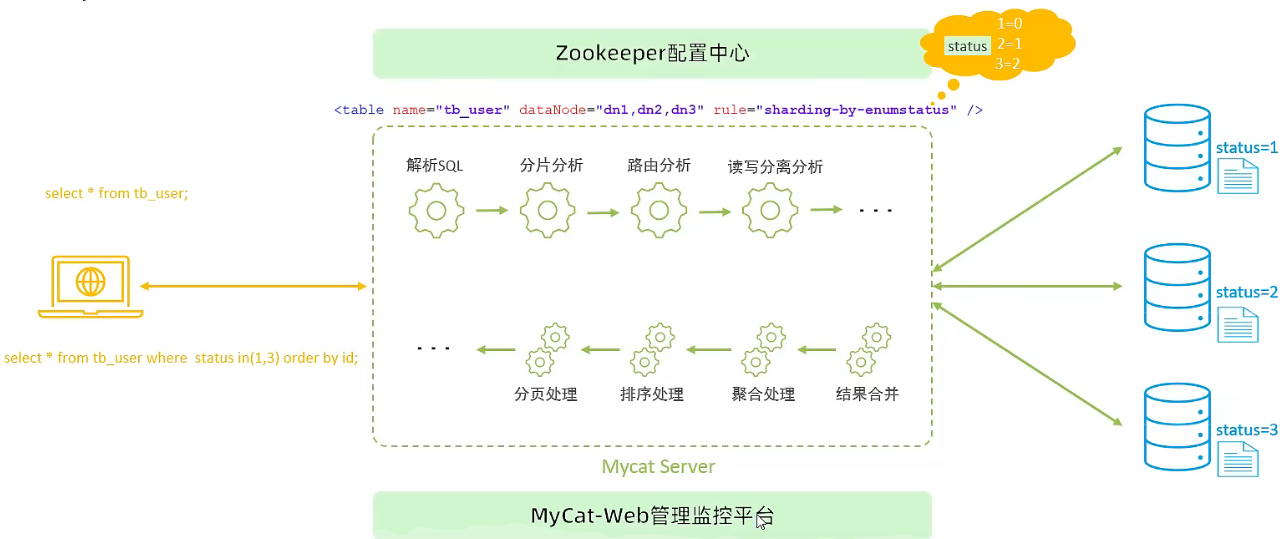 Zookeeper配置中心
status
1=0
2=1
3=2
<table name="tb_user" dataNode="dn1,dn2,dn3" rule="sharding-by-enumstatus" />
解析SQL
分片分析
路由分析
读写分离分析
. . .
select * from tb_user;
status=1
status=2
select * from tb_user where  status in(1,3) order by id;
. . .
分页处理
排序处理
聚合处理
结果合并
status=3
Mycat Server
MyCat-Web管理监控平台